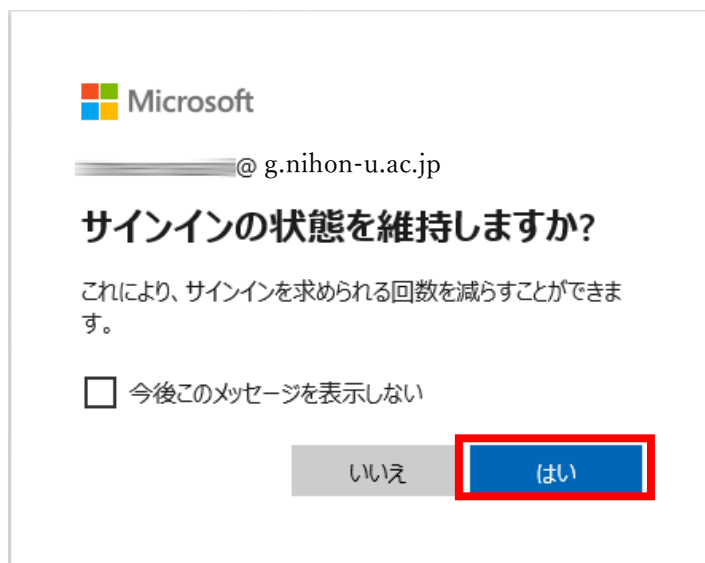 Microsoft
@ g.nihon-u.ac.jp
サインインの状態を維持しますか?
これにより、サインインを求められる回数を減らすことができま
す。
今後このメッセージを表示しない
いいえ
はい